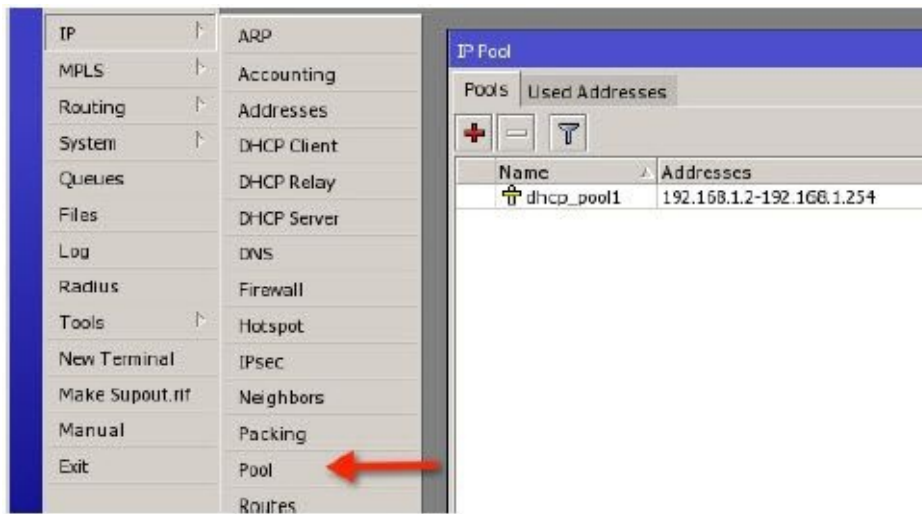 IP
MPLS
Routing
System
Queues
Files
Log
Radius
Tools
New Terminal
Make Supout.rif
Manual
Exit
ARP
Accounting
Addresses
DHCP Client
DHCP Relay
DHCP Server
DNS
Firewall
Hotspot
IPsec
Neighbors
Packing
Pool
Routes
IP Pool
Pools Used Addresses
Name Addresses
dhcp_pool1 192.168.1.2-192.168.1.254